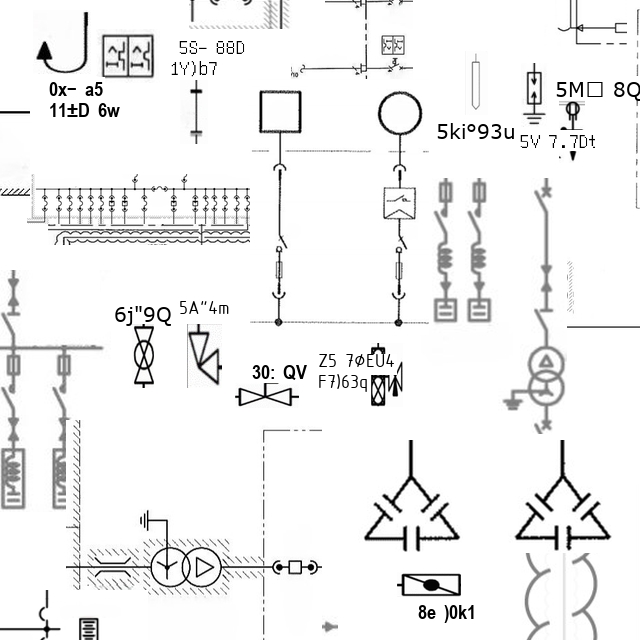 5S- 88D
1Y)b7
0x- a5
11±D 6w
5M□ 8Q
5ki°93u
5V 7.7Dt
6j"9Q
5A"4m
30: QV
Z5 7φEU4
F7)63q
8e )0k1